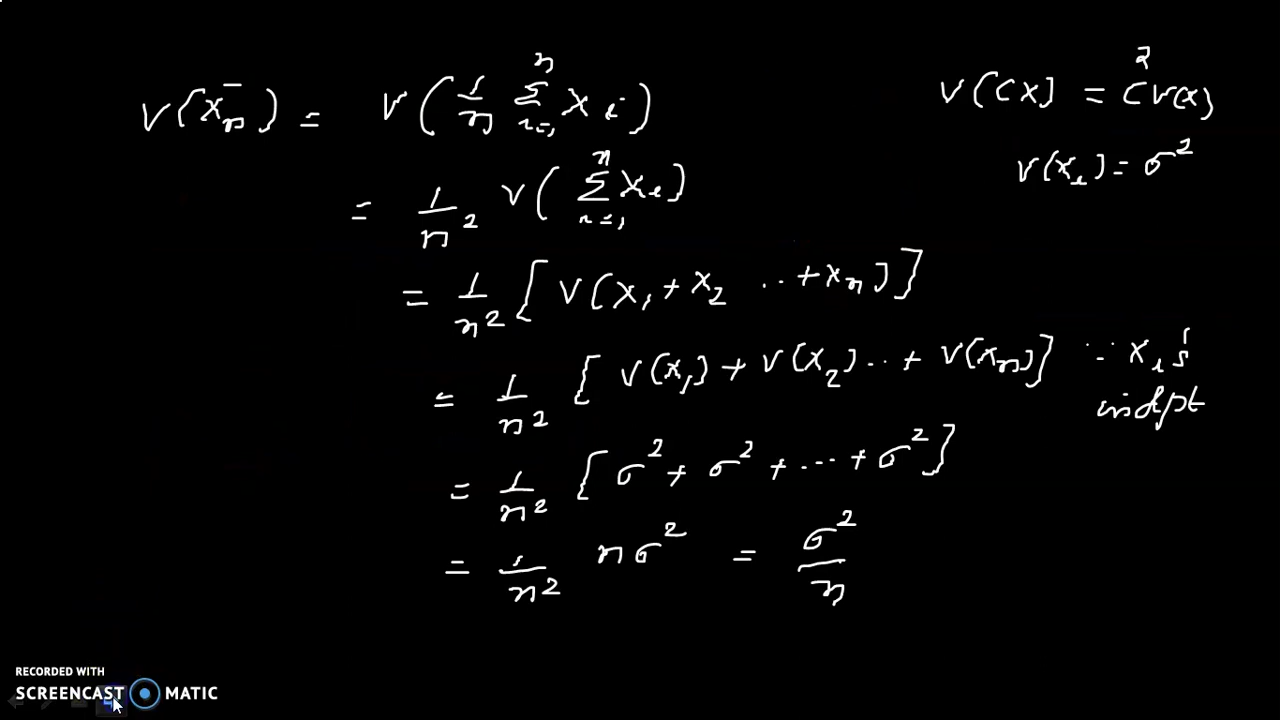 V(X̄ₙ) = V(1/n Σᵢ₌₁ⁿ Xᵢ)
V(CX) = C²V(X)
V(Xᵢ) = σ²
= 1/n² V(Σᵢ₌₁ⁿ Xᵢ)
= 1/n² [V(X₁ + X₂ .. + Xₙ)]
= 1/n² [V(X₁) + V(X₂) .. + V(Xₙ)] ∵ Xᵢ's
indpt
= 1/n² [σ² + σ² + ... + σ²]
= 1/n² nσ² = σ²/n
RECORDED WITH
SCREENCAST MATIC